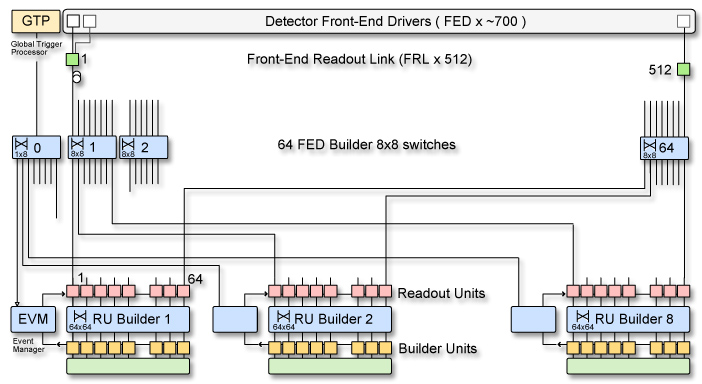 GTP
Detector Front-End Drivers ( FED x ~700 )
Global Trigger
Processor
1
Front-End Readout Link (FRL x 512)
512
8
0
1x8
1
8x8
2
8x8
64 FED Builder 8x8 switches
64
8x8
1
64
Readout Units
EVM
RU Builder 1
64x64
RU Builder 2
64x64
RU Builder 8
64x64
Event
Manager
Builder Units